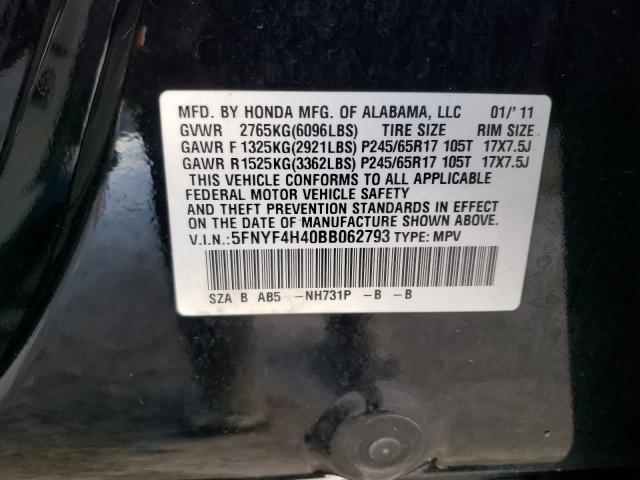 MFD. BY HONDA MFG. OF ALABAMA, LLC 01/'11
GVWR 2765KG(6096LBS) TIRE SIZE RIM SIZE
GAWR F 1325KG(2921LBS) P245/65R17 105T 17X7.5J
GAWR R 1525KG(3362LBS) P245/65R17 105T 17X7.5J
THIS VEHICLE CONFORMS TO ALL APPLICABLE
FEDERAL MOTOR VEHICLE SAFETY
AND THEFT PREVENTION STANDARDS IN EFFECT
ON THE DATE OF MANUFACTURE SHOWN ABOVE.
V.I.N.:5FNYF4H40BB062793 TYPE: MPV
SZA B AB5 -NH731P -B -B